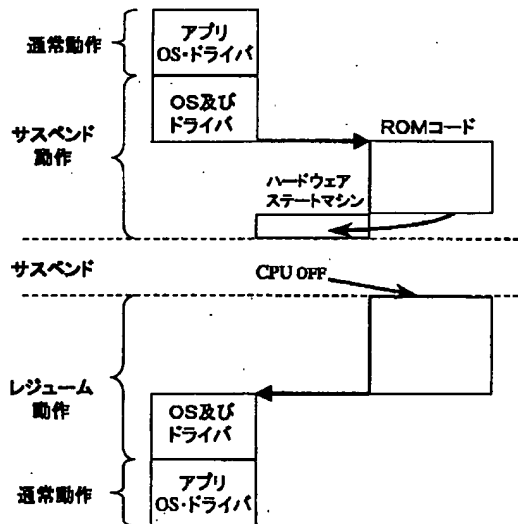 通常動作
アプリ
OS・ドライバ
サスペンド
動作
OS及び
ドライバ
ROMコード
ハードウェア
ステートマシン
サスペンド
CPU OFF
レジューム
動作
OS及び
ドライバ
通常動作
アプリ
OS・ドライバ